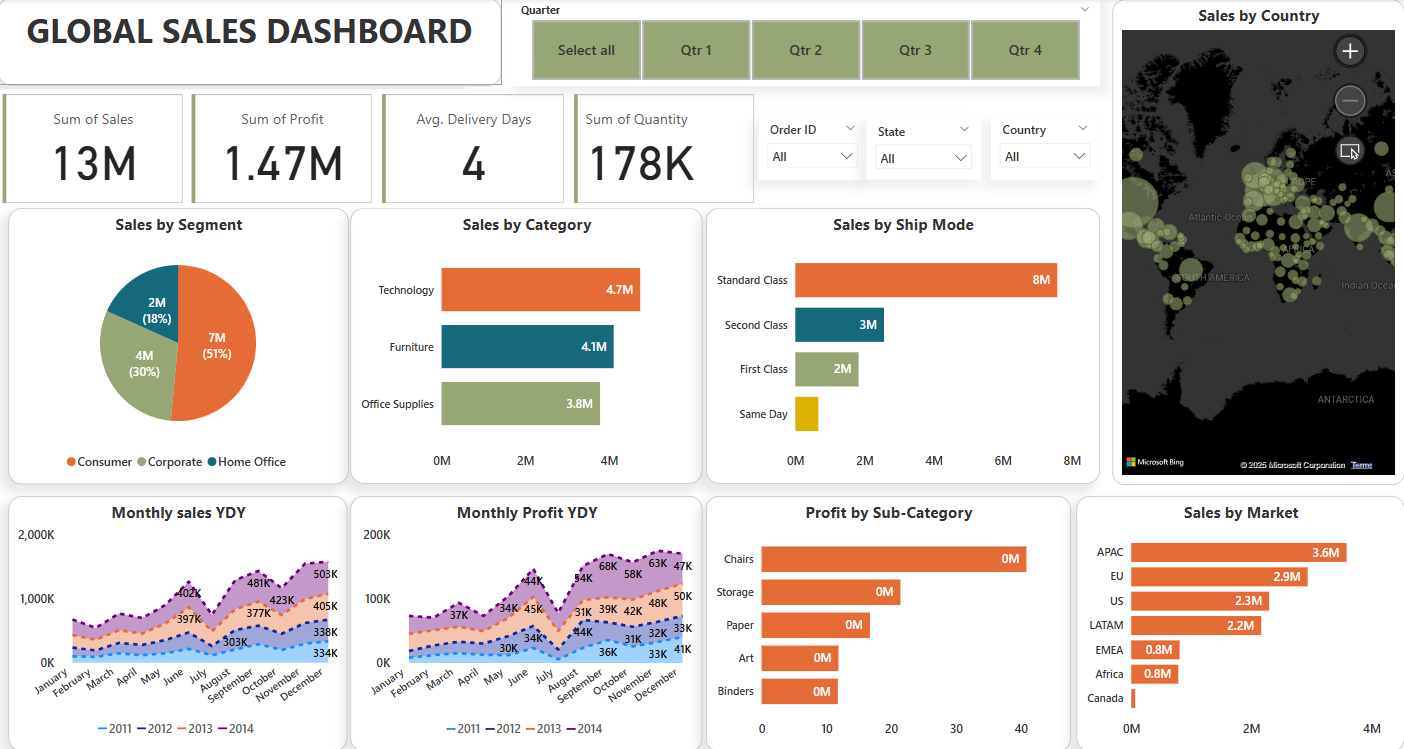 GLOBAL SALES DASHBOARD
Quarter
Select all
Qtr 1
Qtr 2
Qtr 3
Qtr 4
Sum of Sales
13M
Sum of Profit
1.47M
Avg. Delivery Days
4
Sum of Quantity
178K
Order ID
All
State
All
Country
All
Sales by Country
Atlantic Ocean
EUROPE
AS
AFRICA
SOUTH AMERICA
Indian Ocea
ANTARCTICA
Microsoft Bing
© 2025 Microsoft Corporation Terms
Sales by Segment
2M
(18%)
7M
(51%)
4M
(30%)
Consumer Corporate Home Office
Sales by Category
Technology 4.7M
Furniture 4.1M
Office Supplies 3.8M
0M 2M 4M
Sales by Ship Mode
Standard Class 8M
Second Class 3M
First Class 2M
Same Day
0M 2M 4M 6M 8M
Monthly sales YDY
2,000K
1,000K
0K
402K
481K
503K
397K
377K
423K
405K
303K
338K
334K
January
February
March
April
May
June
July
August
September
October
November
December
2011 2012 2013 2014
Monthly Profit YDY
200K
100K
0K
37K
34K
44K
54K
68K
58K
63K
47K
45K
31K
39K
42K
48K
50K
30K
34K
44K
31K
32K
33K
36K
33K
41K
January
February
March
April
May
June
July
August
September
October
November
December
2011 2012 2013 2014
Profit by Sub-Category
Chairs 0M
Storage 0M
Paper 0M
Art 0M
Binders 0M
0 10 20 30 40
Sales by Market
APAC 3.6M
EU 2.9M
US 2.3M
LATAM 2.2M
EMEA 0.8M
Africa 0.8M
Canada
0M 2M 4M